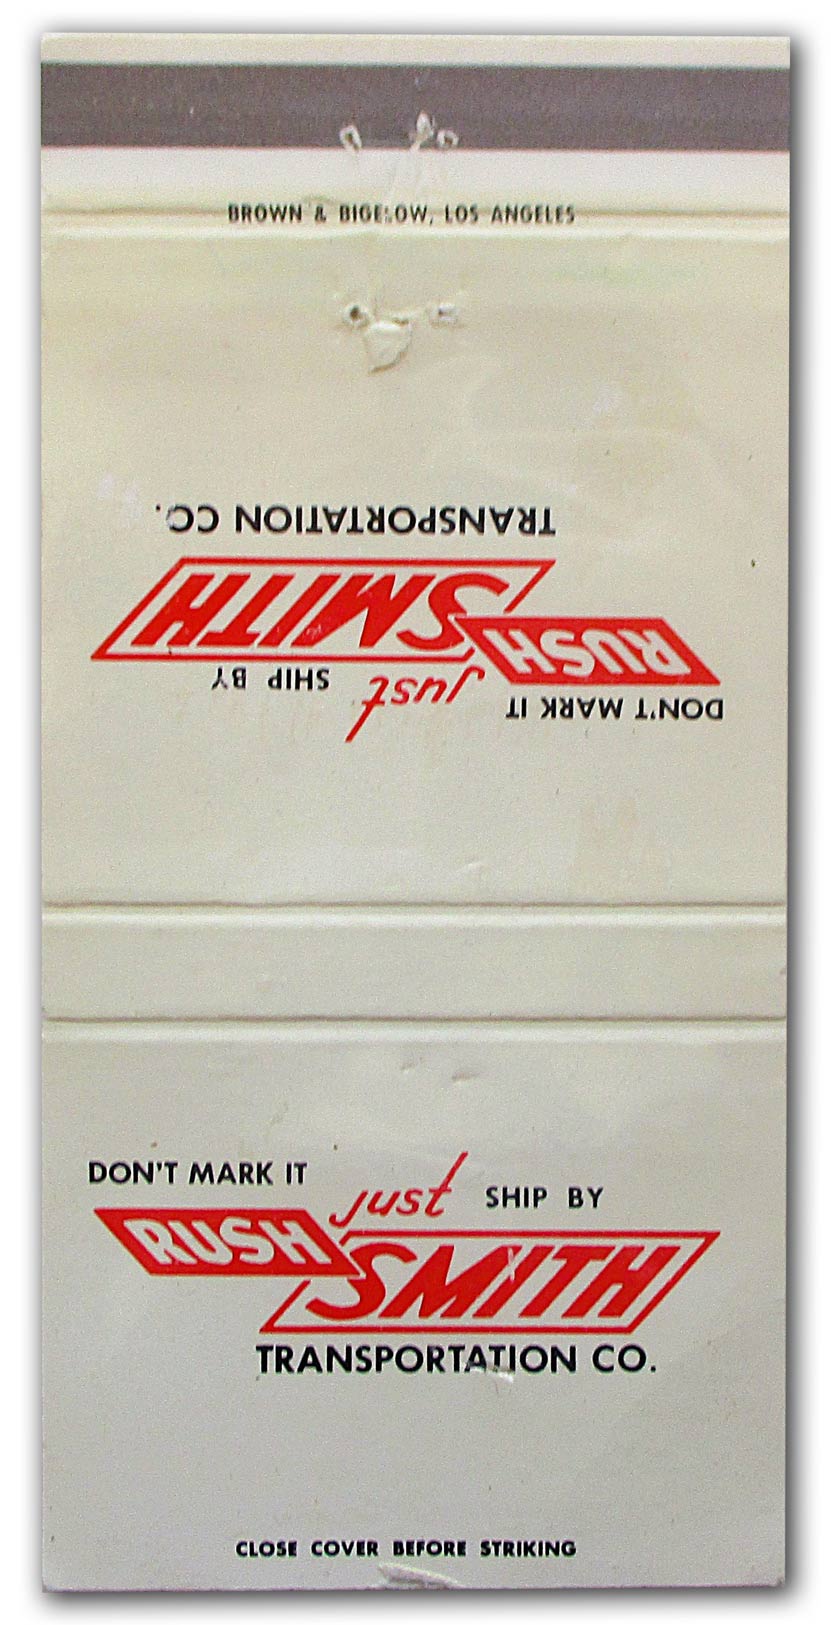 BROWN & BIGELOW, LOS ANGELES
DON'T MARK IT
RUSH just SHIP BY
SMITH
TRANSPORTATION CO.
DON'T MARK IT
just SHIP BY
RUSH
SMITH
TRANSPORTATION CO.
CLOSE COVER BEFORE STRIKING